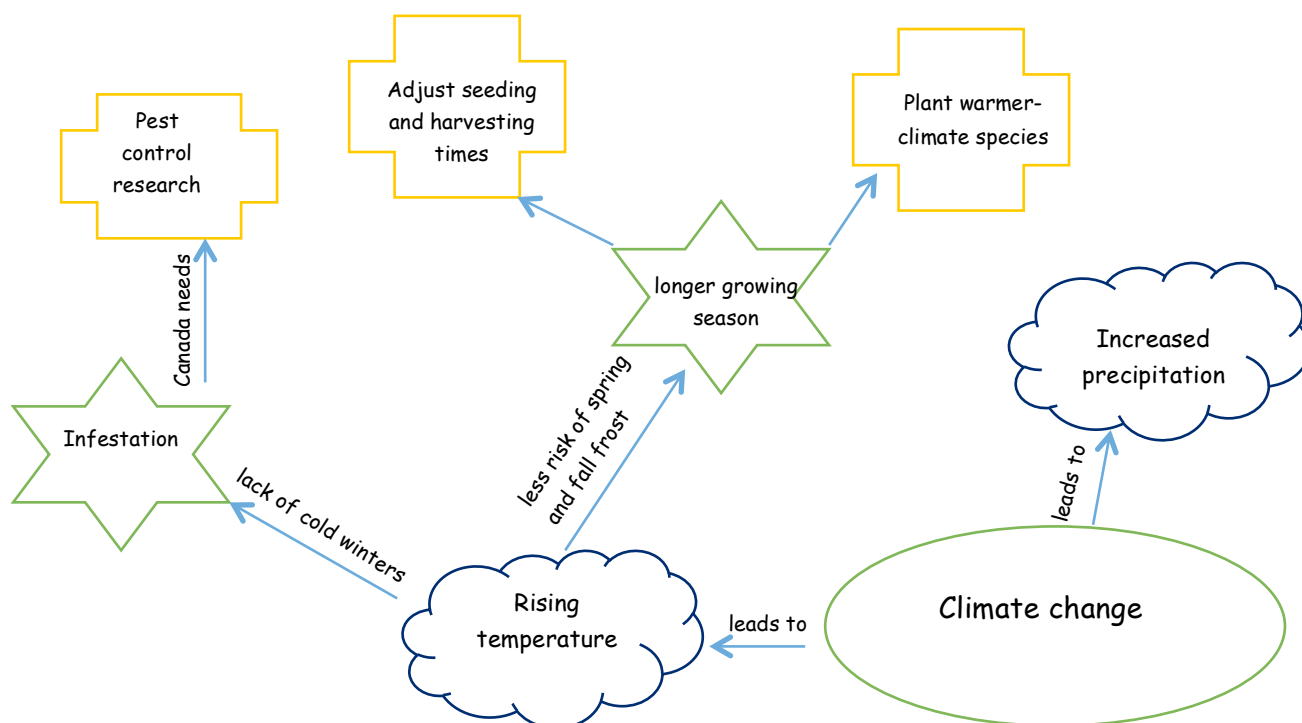 Pest
control
research
Adjust seeding
and harvesting
times
Plant warmer-
climate species
Canada needs
longer growing
season
Increased
precipitation
Infestation
less risk of spring
and fall frost
leads to
lack of cold winters
Rising
temperature
leads to
Climate change